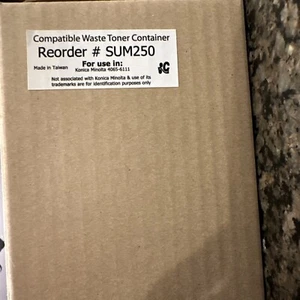 Compatible Waste Toner Container
Reorder # SUM250
Made in Taiwan
For use in:
Konica Minolta 4065-6111
Not associated with Konica Minolta & use of its
trademarks are for identification purposes only